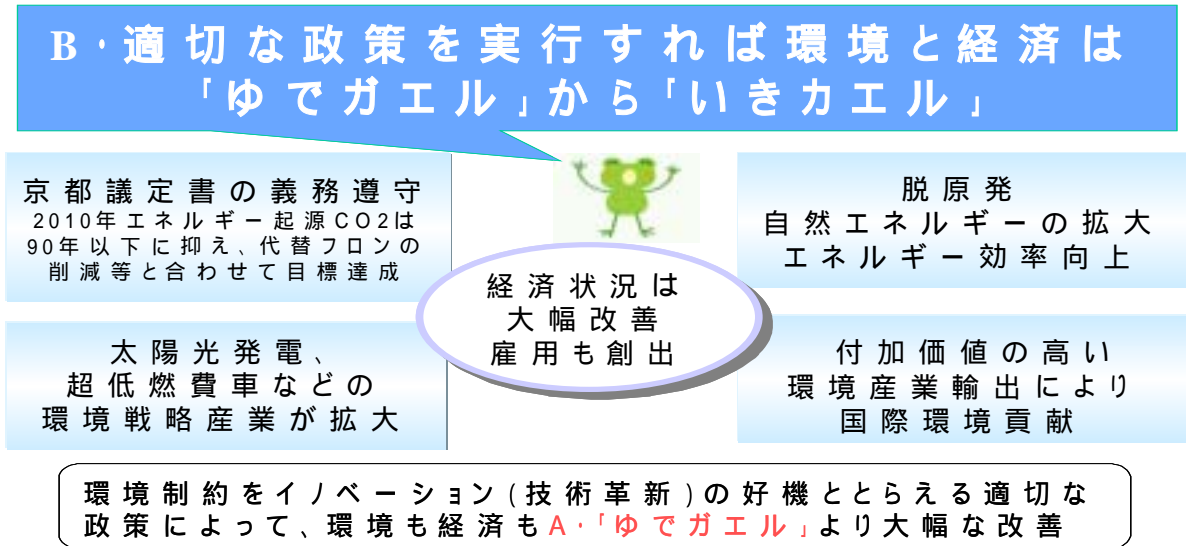 B・適切な政策を実行すれば環境と経済は
「ゆでガエル」から「いきカエル」
京都議定書の義務遵守
2010年エネルギー起源CO2は
90年以下に抑え、代替フロンの
削減等と合わせて目標達成
脱原発
自然エネルギーの拡大
エネルギー効率向上
経済状況は
大幅改善
雇用も創出
太陽光発電、
超低燃費車などの
環境戦略産業が拡大
付加価値の高い
環境産業輸出により
国際環境貢献
環境制約をイノベーション(技術革新)の好機ととらえる適切な
政策によって、環境も経済もA・「ゆでガエル」より大幅な改善